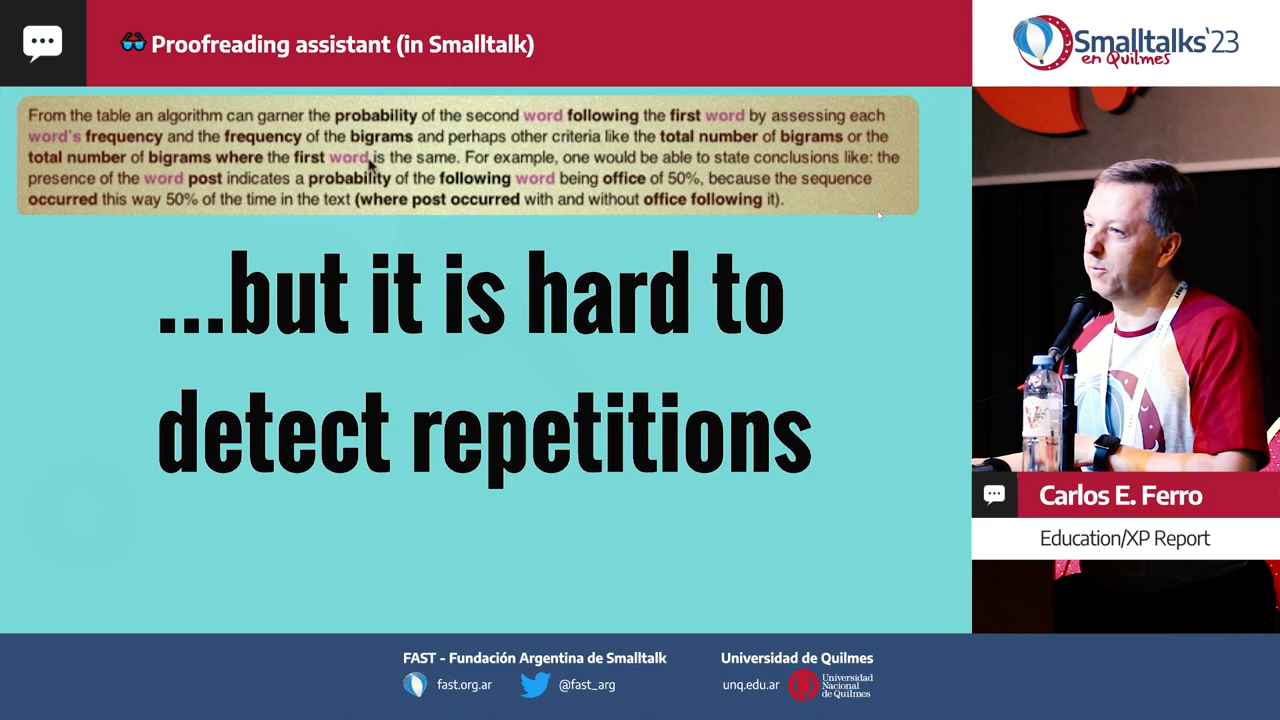 Proofreading assistant (in Smalltalk)
Smalltalks'23
en Quilmes
From the table an algorithm can garner the probability of the second word following the first word by assessing each
word's frequency and the frequency of the bigrams and perhaps other criteria like the total number of bigrams or the
total number of bigrams where the first word is the same. For example, one would be able to state conclusions like: the
presence of the word post indicates a probability of the following word being office of 50%, because the sequence
occurred this way 50% of the time in the text (where post occurred with and without office following it).
...but it is hard to
detect repetitions
Carlos E. Ferro
Education/XP Report
FAST - Fundación Argentina de Smalltalk
fast.org.ar
@fast_arg
Universidad de Quilmes
unq.edu.ar
Universidad
Nacional
de Quilmes